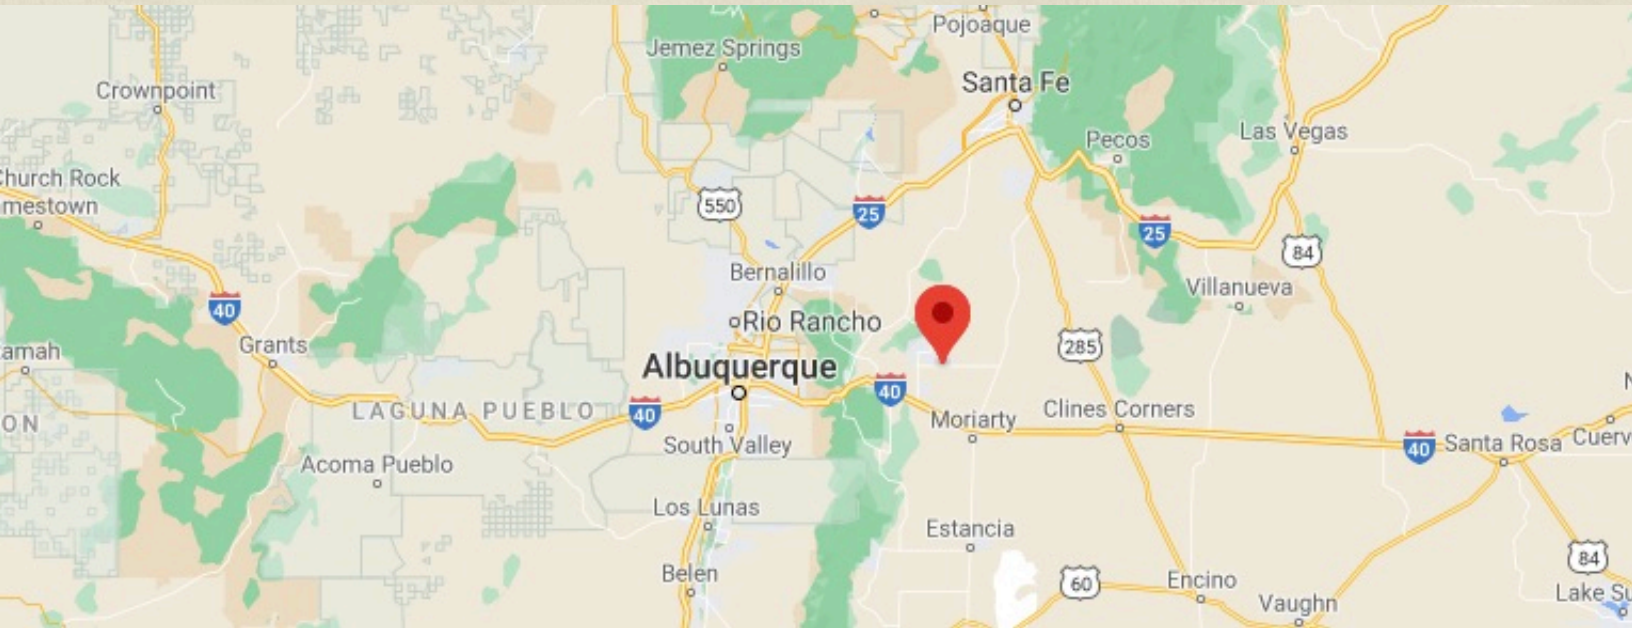 Pojoaque
Jemez Springs
Santa Fe
Crownpoint
Las Vegas
Pecos
Church Rock
mestown
550
25
25
84
Bernalillo
Villanueva
40
Rio Rancho
Grants
285
amah
Albuquerque
40
40
LAGUNA PUEBLO
Moriarty
Clines Corners
ON
South Valley
40
Santa Rosa
Cuerv
Acoma Pueblo
Los Lunas
Estancia
84
Belen
60
Encino
Lake Su
Vaughn